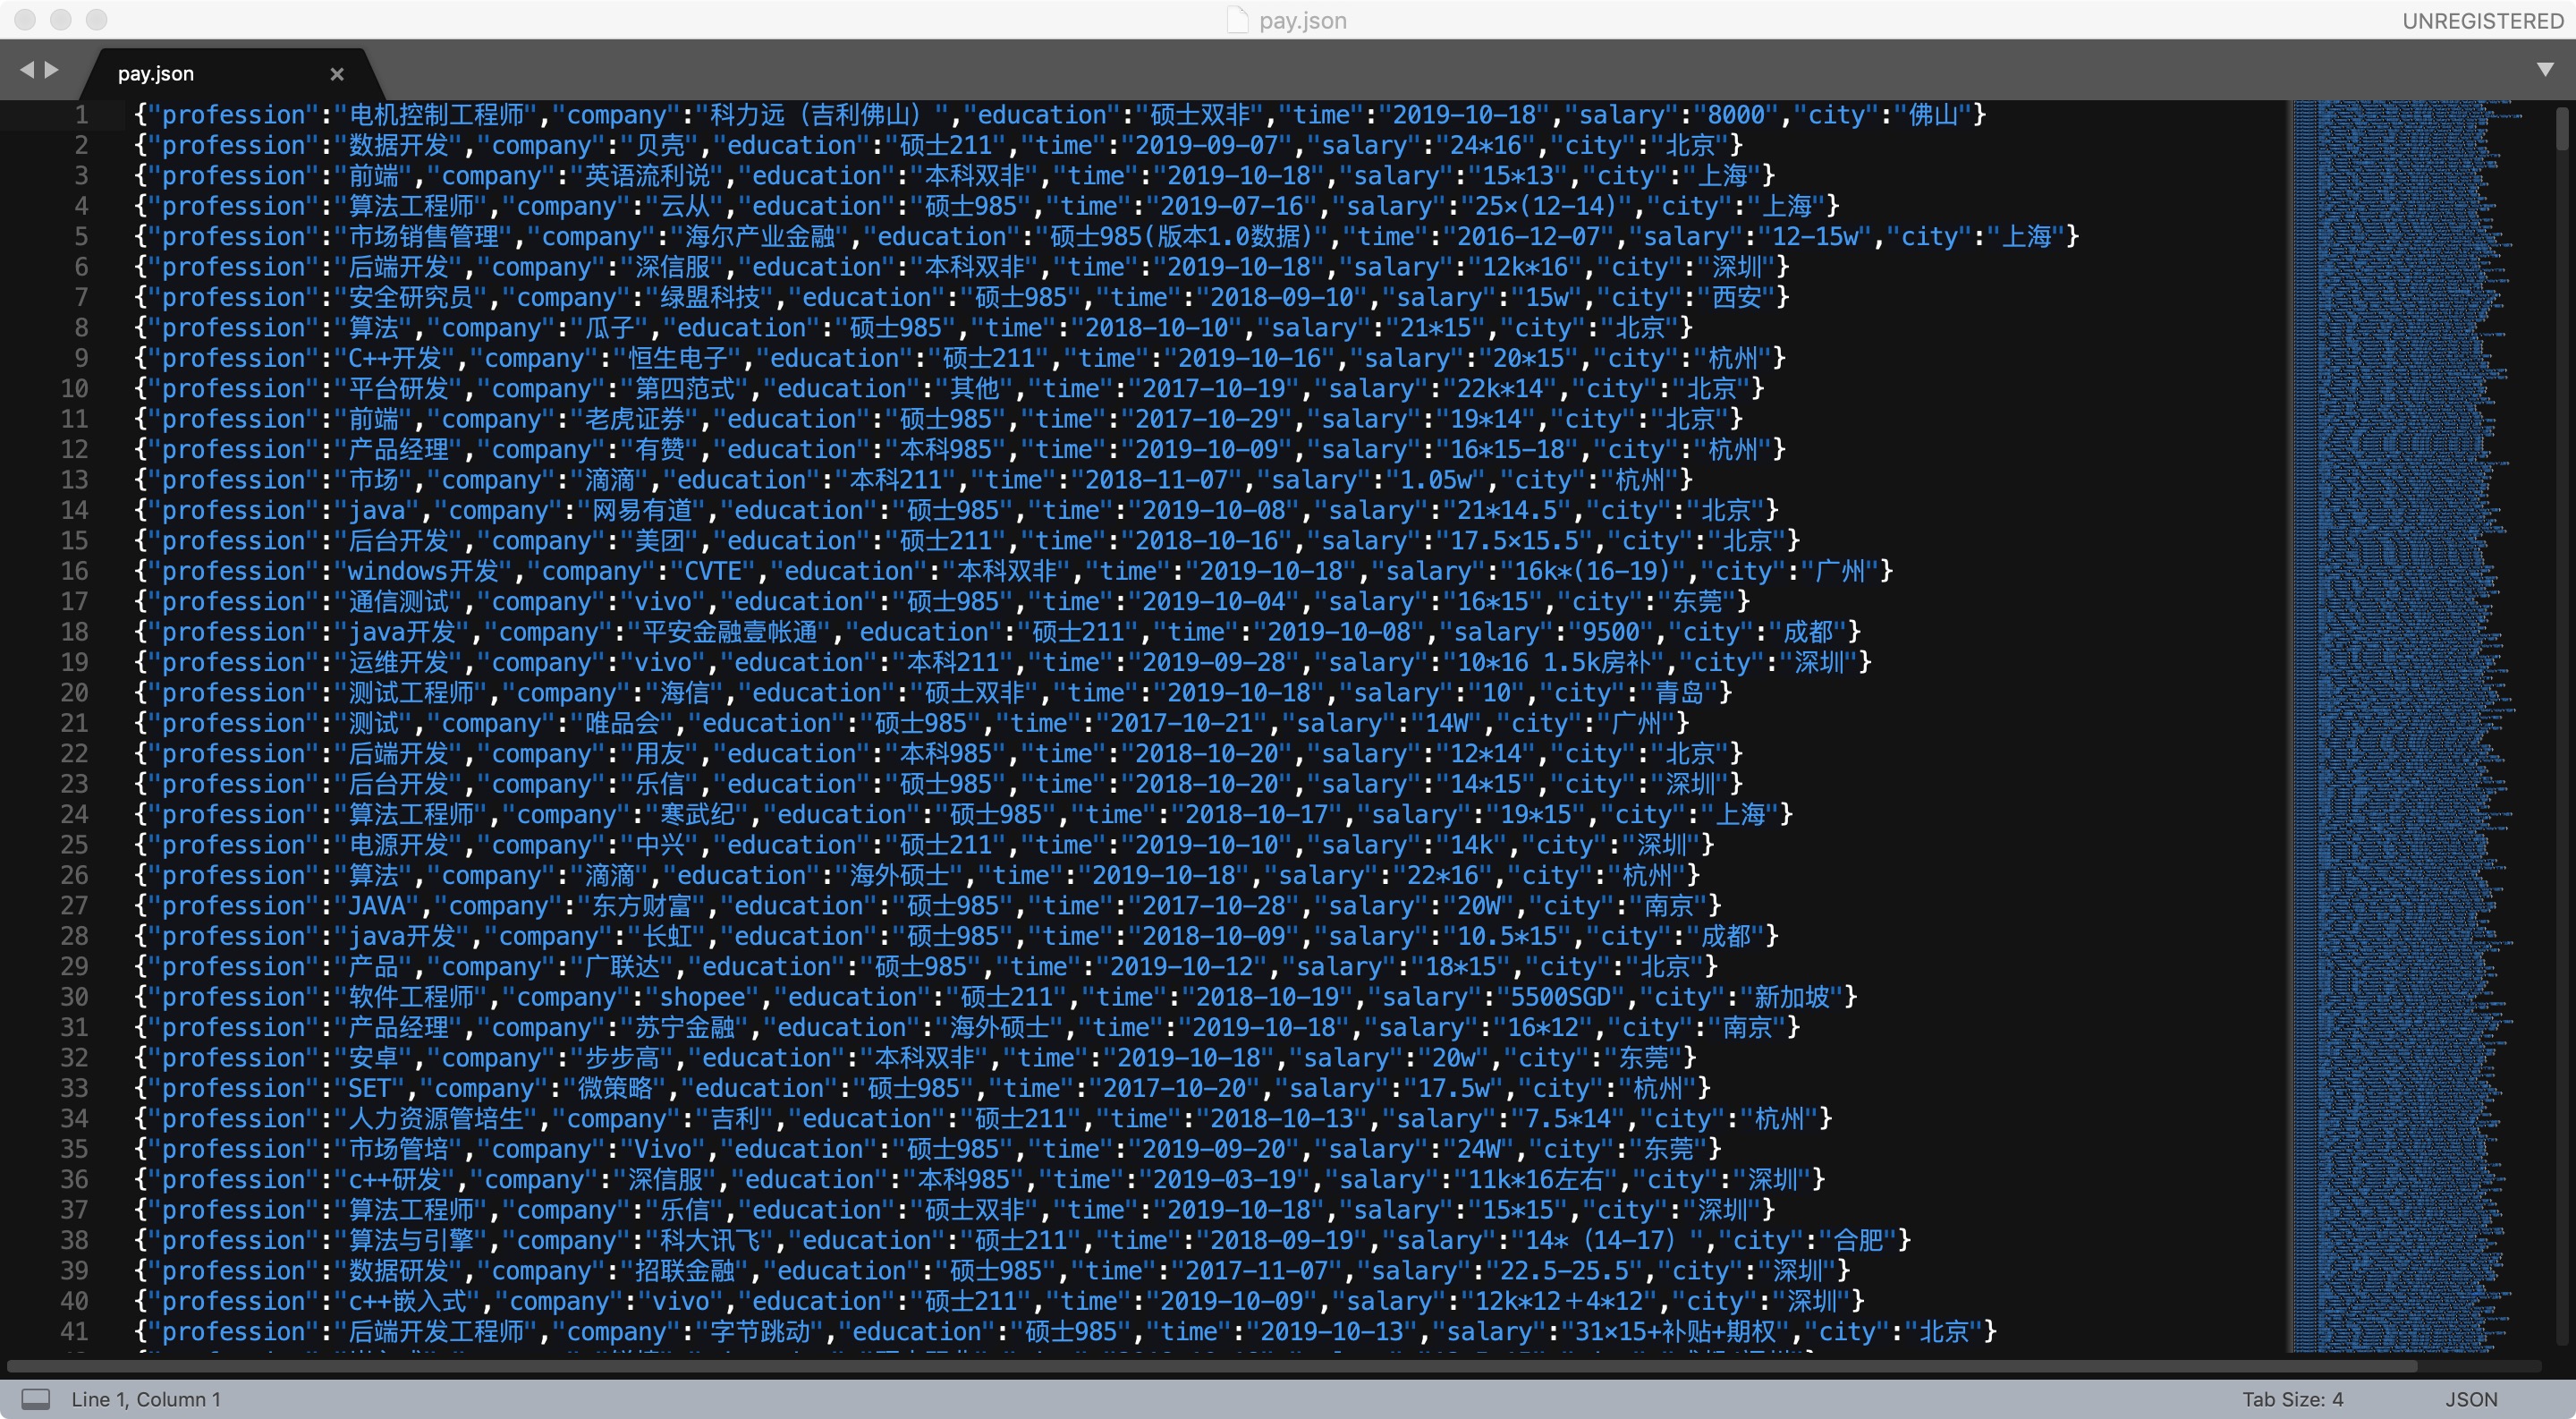 pay.json
UNREGISTERED
pay.json ×
1 {"profession":"电机控制工程师","company":"科力远（吉利佛山）","education":"硕士双非","time":"2019-10-18","salary":"8000","city":"佛山"}
2 {"profession":"数据开发","company":"贝壳","education":"硕士211","time":"2019-09-07","salary":"24*16","city":"北京"}
3 {"profession":"前端","company":"英语流利说","education":"本科双非","time":"2019-10-18","salary":"15*13","city":"上海"}
4 {"profession":"算法工程师","company":"云从","education":"硕士985","time":"2019-07-16","salary":"25×(12-14)","city":"上海"}
5 {"profession":"市场销售管理","company":"海尔产业金融","education":"硕士985(版本1.0数据)","time":"2016-12-07","salary":"12-15w","city":"上海"}
6 {"profession":"后端开发","company":"深信服","education":"本科双非","time":"2019-10-18","salary":"12k*16","city":"深圳"}
7 {"profession":"安全研究员","company":"绿盟科技","education":"硕士985","time":"2018-09-10","salary":"15w","city":"西安"}
8 {"profession":"算法","company":"瓜子","education":"硕士985","time":"2018-10-10","salary":"21*15","city":"北京"}
9 {"profession":"C++开发","company":"恒生电子","education":"硕士211","time":"2019-10-16","salary":"20*15","city":"杭州"}
10 {"profession":"平台研发","company":"第四范式","education":"其他","time":"2017-10-19","salary":"22k*14","city":"北京"}
11 {"profession":"前端","company":"老虎证券","education":"硕士985","time":"2017-10-29","salary":"19*14","city":"北京"}
12 {"profession":"产品经理","company":"有赞","education":"本科985","time":"2019-10-09","salary":"16*15-18","city":"杭州"}
13 {"profession":"市场","company":"滴滴","education":"本科211","time":"2018-11-07","salary":"1.05w","city":"杭州"}
14 {"profession":"java","company":"网易有道","education":"硕士985","time":"2019-10-08","salary":"21*14.5","city":"北京"}
15 {"profession":"后台开发","company":"美团","education":"硕士211","time":"2018-10-16","salary":"17.5×15.5","city":"北京"}
16 {"profession":"windows开发","company":"CVTE","education":"本科双非","time":"2019-10-18","salary":"16k*(16-19)","city":"广州"}
17 {"profession":"通信测试","company":"vivo","education":"硕士985","time":"2019-10-04","salary":"16*15","city":"东莞"}
18 {"profession":"java开发","company":"平安金融壹帐通","education":"硕士211","time":"2019-10-08","salary":"9500","city":"成都"}
19 {"profession":"运维开发","company":"vivo","education":"本科211","time":"2019-09-28","salary":"10*16 1.5k房补","city":"深圳"}
20 {"profession":"测试工程师","company":"海信","education":"硕士双非","time":"2019-10-18","salary":"10","city":"青岛"}
21 {"profession":"测试","company":"唯品会","education":"硕士985","time":"2017-10-21","salary":"14W","city":"广州"}
22 {"profession":"后端开发","company":"用友","education":"本科985","time":"2018-10-20","salary":"12*14","city":"北京"}
23 {"profession":"后台开发","company":"乐信","education":"硕士985","time":"2018-10-20","salary":"14*15","city":"深圳"}
24 {"profession":"算法工程师","company":"寒武纪","education":"硕士985","time":"2018-10-17","salary":"19*15","city":"上海"}
25 {"profession":"电源开发","company":"中兴","education":"硕士211","time":"2019-10-10","salary":"14k","city":"深圳"}
26 {"profession":"算法","company":"滴滴","education":"海外硕士","time":"2019-10-18","salary":"22*16","city":"杭州"}
27 {"profession":"JAVA","company":"东方财富","education":"硕士985","time":"2017-10-28","salary":"20W","city":"南京"}
28 {"profession":"java开发","company":"长虹","education":"硕士985","time":"2018-10-09","salary":"10.5*15","city":"成都"}
29 {"profession":"产品","company":"广联达","education":"硕士985","time":"2019-10-12","salary":"18*15","city":"北京"}
30 {"profession":"软件工程师","company":"shopee","education":"硕士211","time":"2018-10-19","salary":"5500SGD","city":"新加坡"}
31 {"profession":"产品经理","company":"苏宁金融","education":"海外硕士","time":"2019-10-18","salary":"16*12","city":"南京"}
32 {"profession":"安卓","company":"步步高","education":"本科双非","time":"2019-10-18","salary":"20w","city":"东莞"}
33 {"profession":"SET","company":"微策略","education":"硕士985","time":"2017-10-20","salary":"17.5w","city":"杭州"}
34 {"profession":"人力资源管培生","company":"吉利","education":"硕士211","time":"2018-10-13","salary":"7.5*14","city":"杭州"}
35 {"profession":"市场管培","company":"Vivo","education":"硕士985","time":"2019-09-20","salary":"24W","city":"东莞"}
36 {"profession":"c++研发","company":"深信服","education":"本科985","time":"2019-03-19","salary":"11k*16左右","city":"深圳"}
37 {"profession":"算法工程师","company":"乐信","education":"硕士双非","time":"2019-10-18","salary":"15*15","city":"深圳"}
38 {"profession":"算法与引擎","company":"科大讯飞","education":"硕士211","time":"2018-09-19","salary":"14*（14-17）","city":"合肥"}
39 {"profession":"数据研发","company":"招联金融","education":"硕士985","time":"2017-11-07","salary":"22.5-25.5","city":"深圳"}
40 {"profession":"c++嵌入式","company":"vivo","education":"硕士211","time":"2019-10-09","salary":"12k*12＋4*12","city":"深圳"}
41 {"profession":"后端开发工程师","company":"字节跳动","education":"硕士985","time":"2019-10-13","salary":"31×15+补贴+期权","city":"北京"}
Line 1, Column 1
Tab Size: 4
JSON